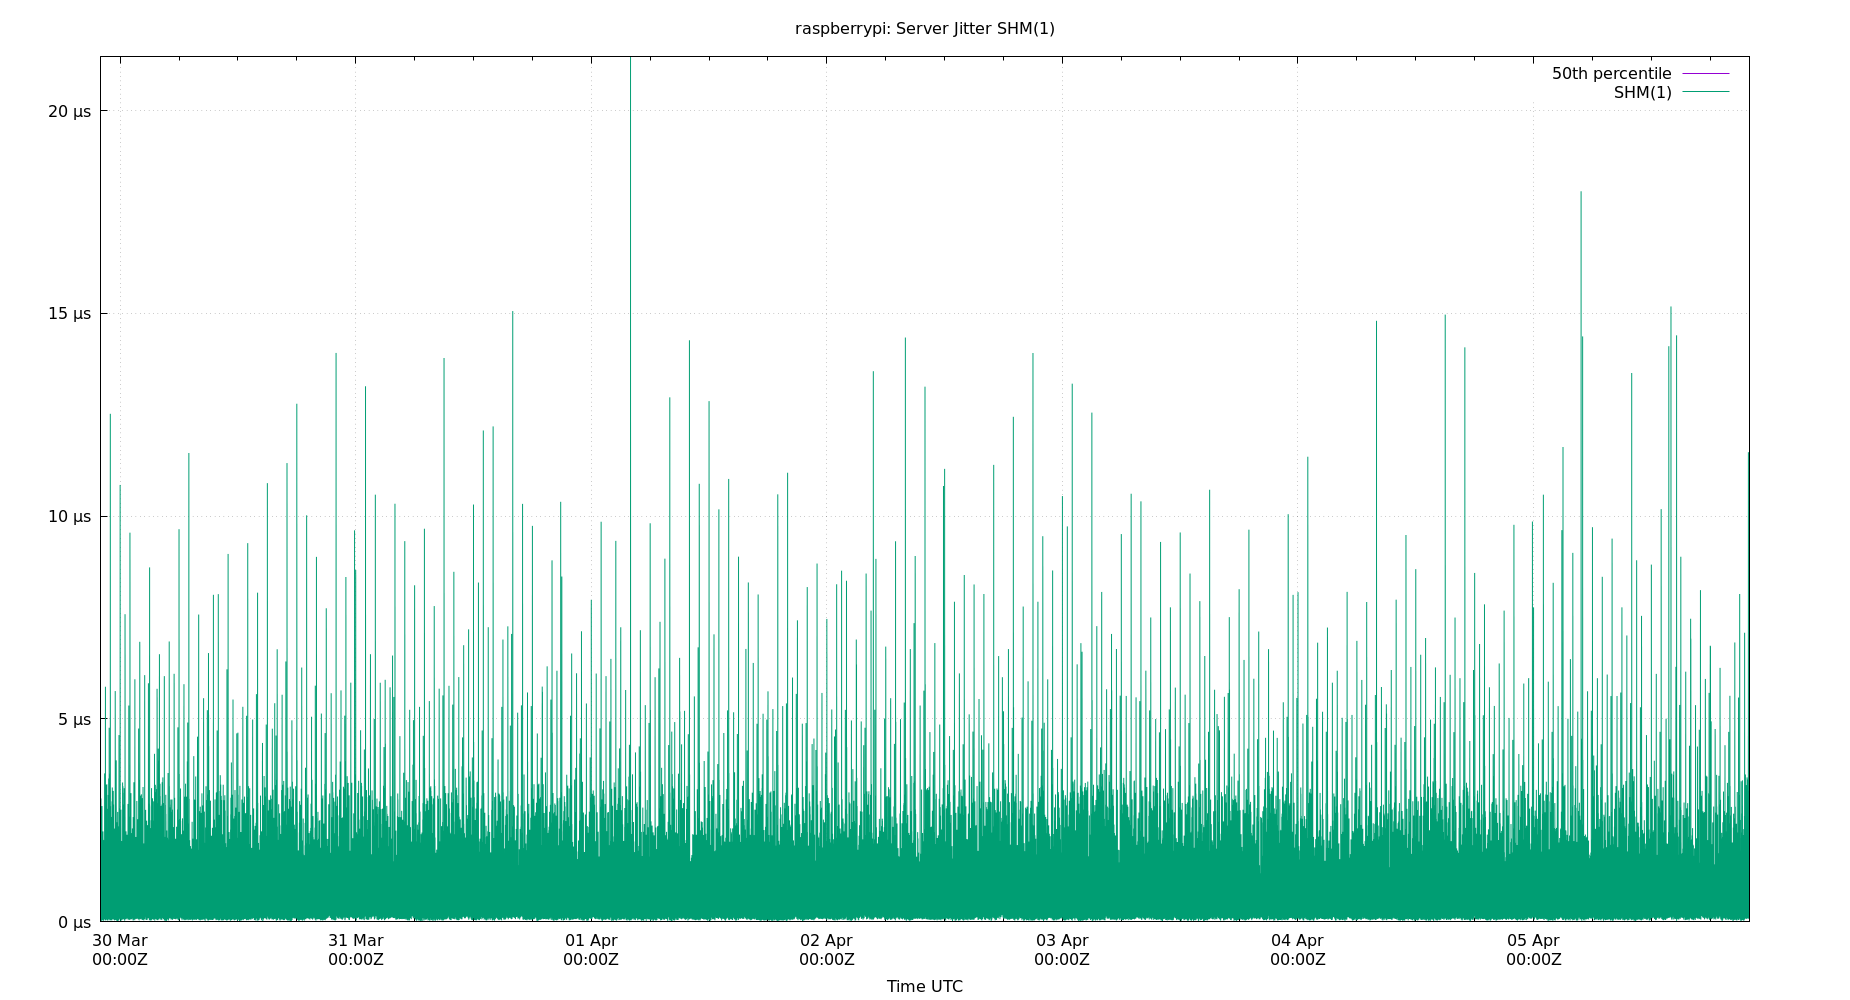 raspberrypi: Server Jitter SHM(1)
50th percentile
SHM(1)
20 µs
15 µs
10 µs
5 µs
0 µs
30 Mar 31 Mar 01 Apr 02 Apr 03 Apr 04 Apr 05 Apr
00:00Z 00:00Z 00:00Z 00:00Z 00:00Z 00:00Z 00:00Z
Time UTC